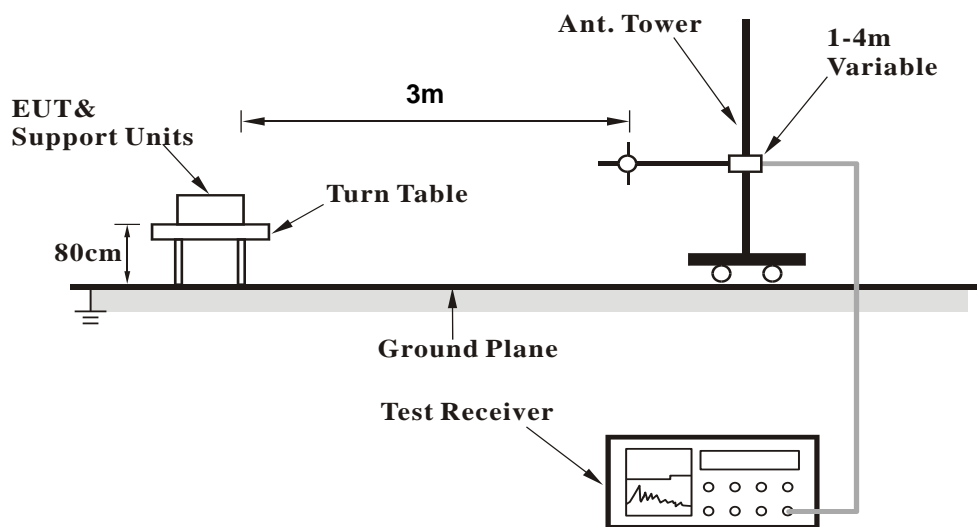 Ant. Tower
1-4m
Variable
3m
EUT&
Support Units
Turn Table
80cm
Ground Plane
Test Receiver